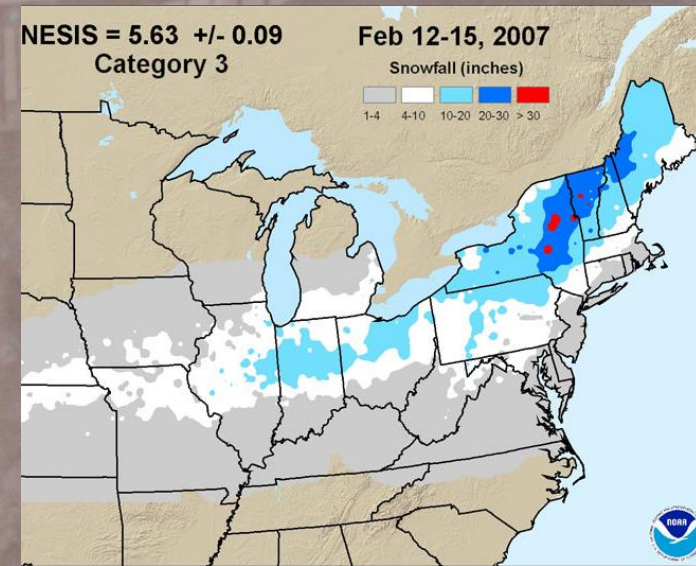 NESIS = 5.63 +/- 0.09
Category 3
Feb 12-15, 2007
Snowfall (inches)
1-4 4-10 10-20 20-30 > 30
NOAA